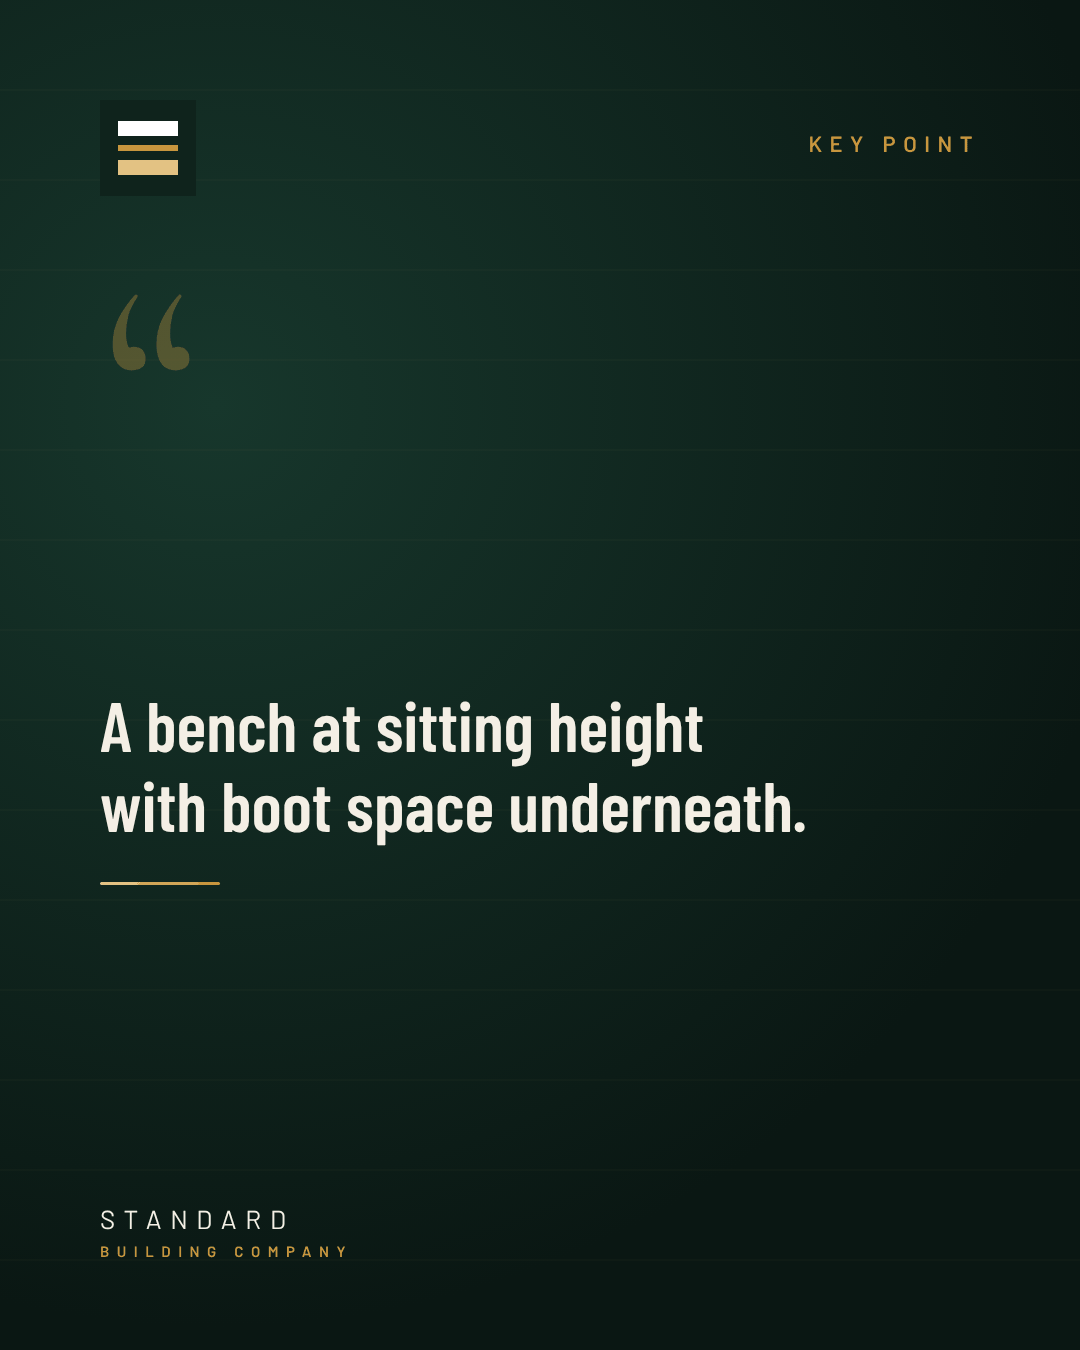 KEY POINT
“
A bench at sitting height
with boot space underneath.
STANDARD
BUILDING COMPANY